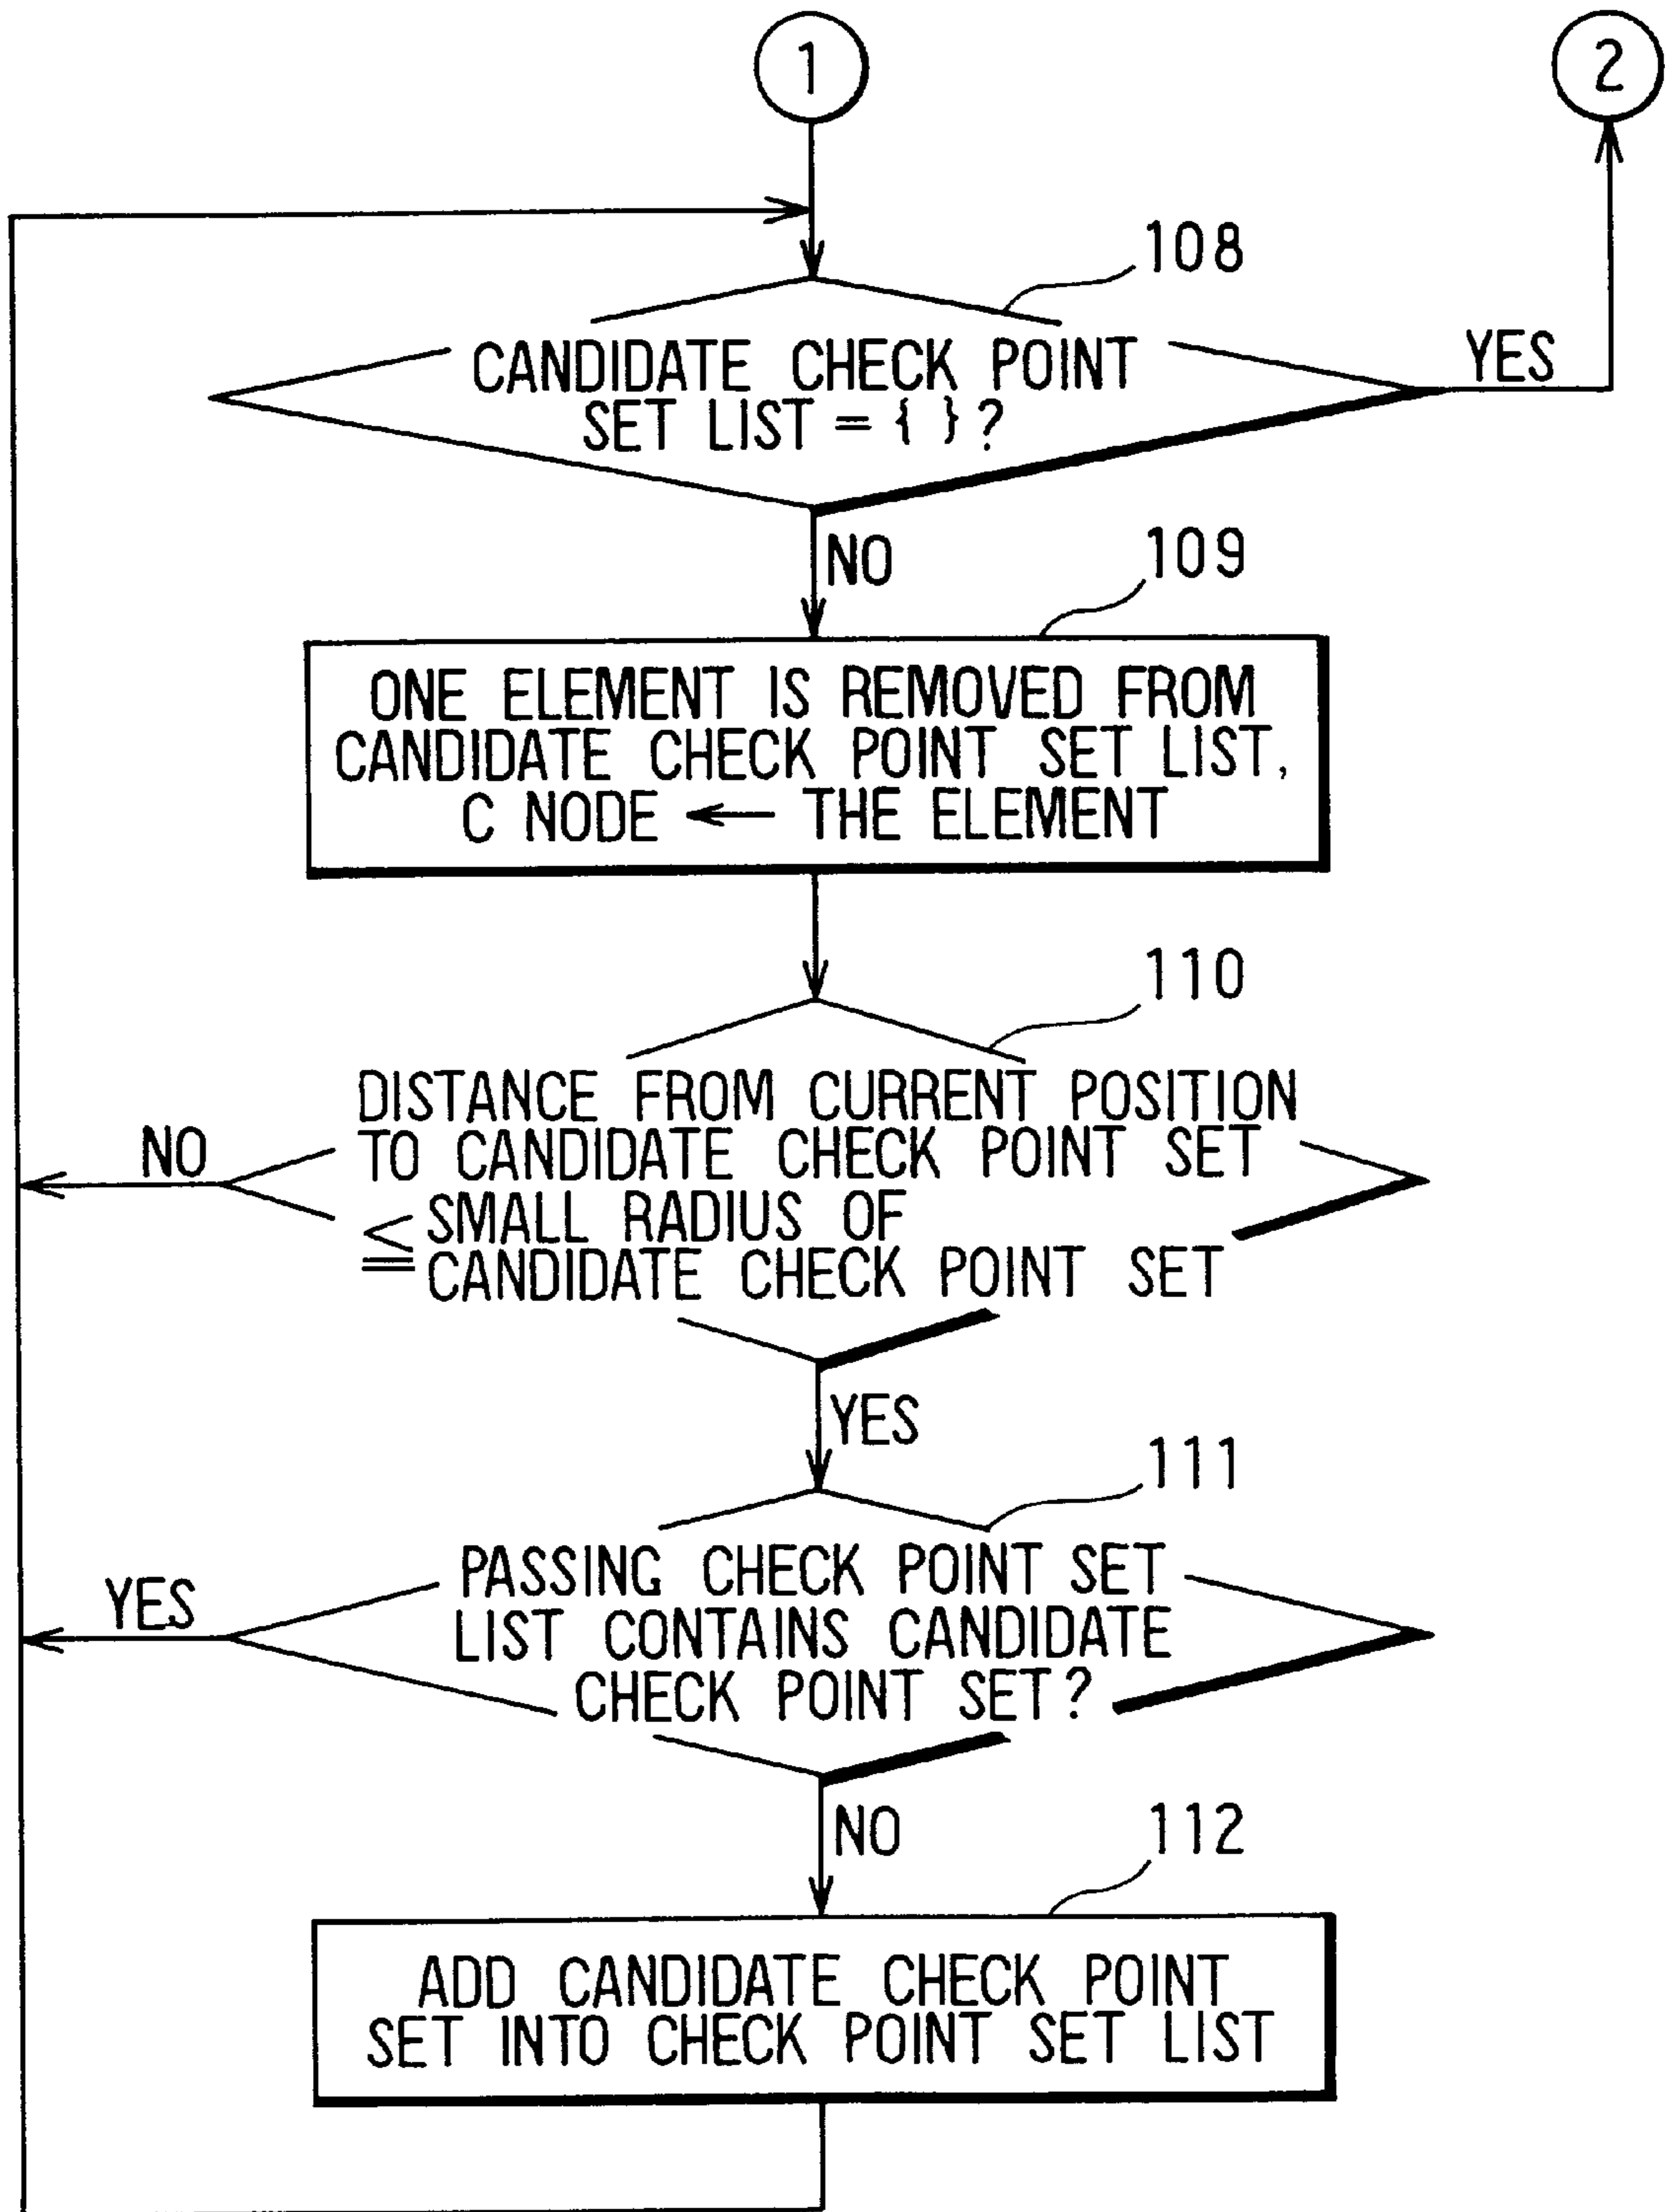 1
2
108
CANDIDATE CHECK POINT
SET LIST = { } ?
YES
NO
109
ONE ELEMENT IS REMOVED FROM
CANDIDATE CHECK POINT SET LIST,
C NODE ← THE ELEMENT
110
DISTANCE FROM CURRENT POSITION
TO CANDIDATE CHECK POINT SET
≦ SMALL RADIUS OF
CANDIDATE CHECK POINT SET
NO
YES
111
PASSING CHECK POINT SET
LIST CONTAINS CANDIDATE
CHECK POINT SET?
YES
NO
112
ADD CANDIDATE CHECK POINT
SET INTO CHECK POINT SET LIST